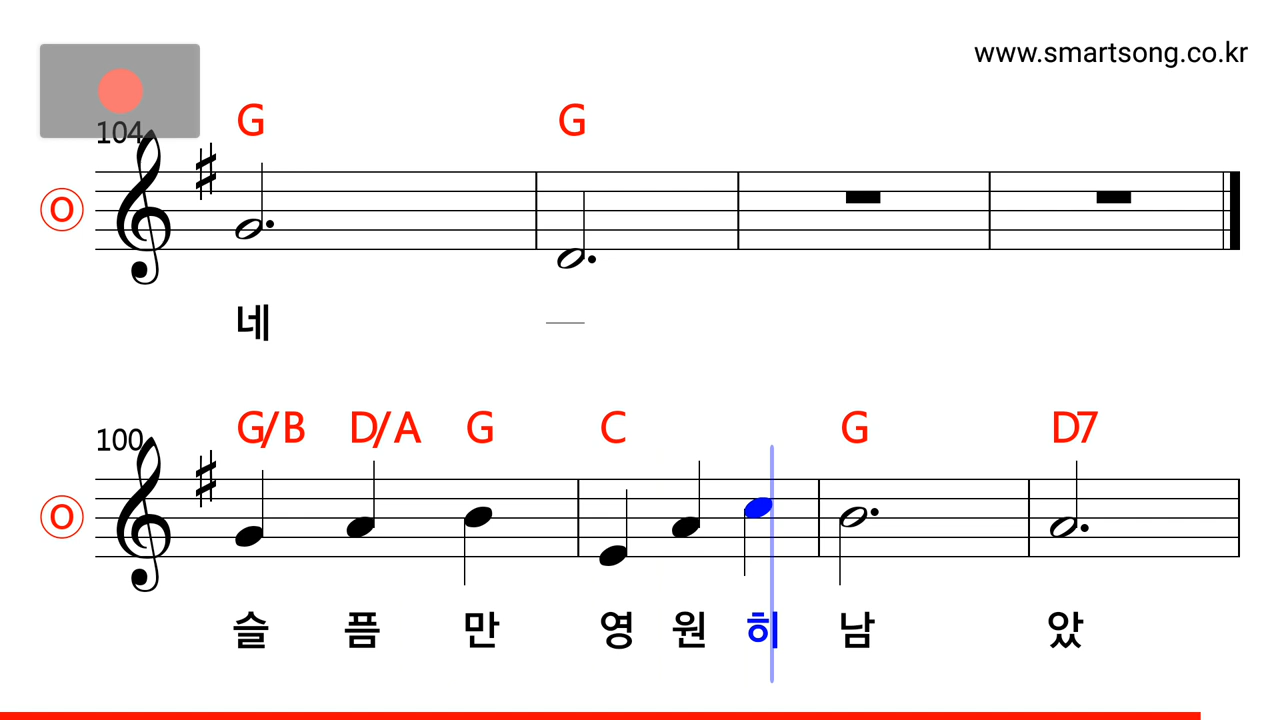 www.smartsong.co.kr
G G
104
O
네
G/B D/A G C G D7
100
O
슬 픔 만 영 원 히 남 았